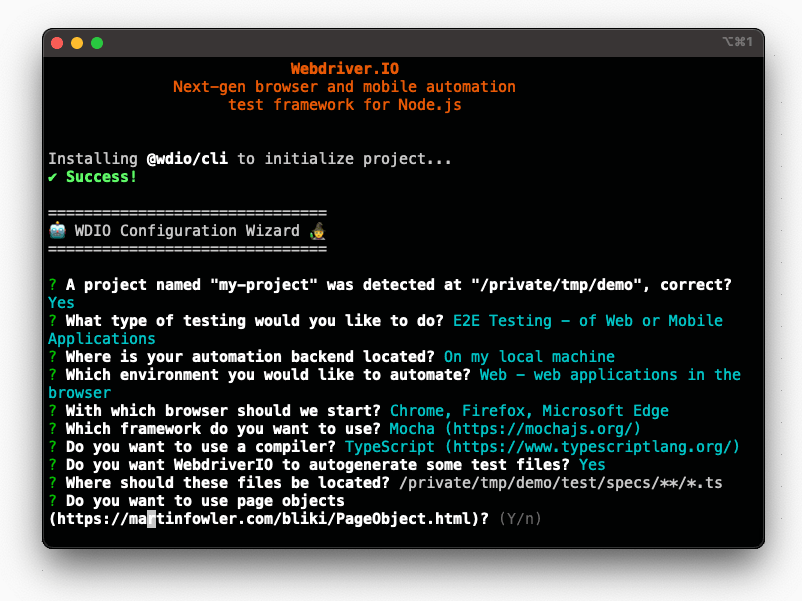 ⌥⌘1
Webdriver.IO
Next-gen browser and mobile automation
test framework for Node.js
Installing @wdio/cli to initialize project...
✔ Success!
===============================
🤖 WDIO Configuration Wizard 🧙
===============================
? A project named "my-project" was detected at "/private/tmp/demo", correct?
Yes
? What type of testing would you like to do? E2E Testing - of Web or Mobile
Applications
? Where is your automation backend located? On my local machine
? Which environment you would like to automate? Web - web applications in the
browser
? With which browser should we start? Chrome, Firefox, Microsoft Edge
? Which framework do you want to use? Mocha (https://mochajs.org/)
? Do you want to use a compiler? TypeScript (https://www.typescriptlang.org/)
? Do you want WebdriverIO to autogenerate some test files? Yes
? Where should these files be located? /private/tmp/demo/test/specs/**/*.ts
? Do you want to use page objects
(https://martinfowler.com/bliki/PageObject.html)? (Y/n)